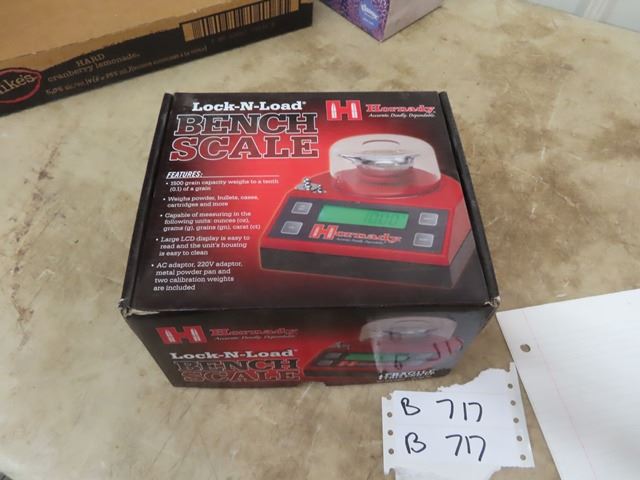 Kleenex
HARD
cranberry lemonade.
ike's.
Lock-N-Load®
BENCH
SCALE
H Hornady
Accurate. Deadly. Dependable.
FEATURES:
• 1500 grain capacity weighs to a tenth
(0.1) of a grain
• Weighs powder, bullets, cases,
cartridges and more
• Capable of measuring in the
following units: ounces (oz),
grams (g), grains (gn), carat (ct)
• Large LCD display is easy to
read and the unit's housing
is easy to clean
• AC adaptor, 220V adaptor,
metal powder pan and
two calibration weights
are included
Hornady
H Hornady
Accurate. Deadly. Dependable.
Lock-N-Load®
BENCH
SCALE
B 717
B 717